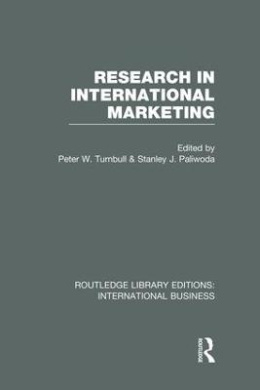 RESEARCH IN
INTERNATIONAL
MARKETING
Edited by
Peter W. Turnbull & Stanley J. Paliwoda
ROUTLEDGE LIBRARY EDITIONS:
INTERNATIONAL BUSINESS
ROUTLEDGE